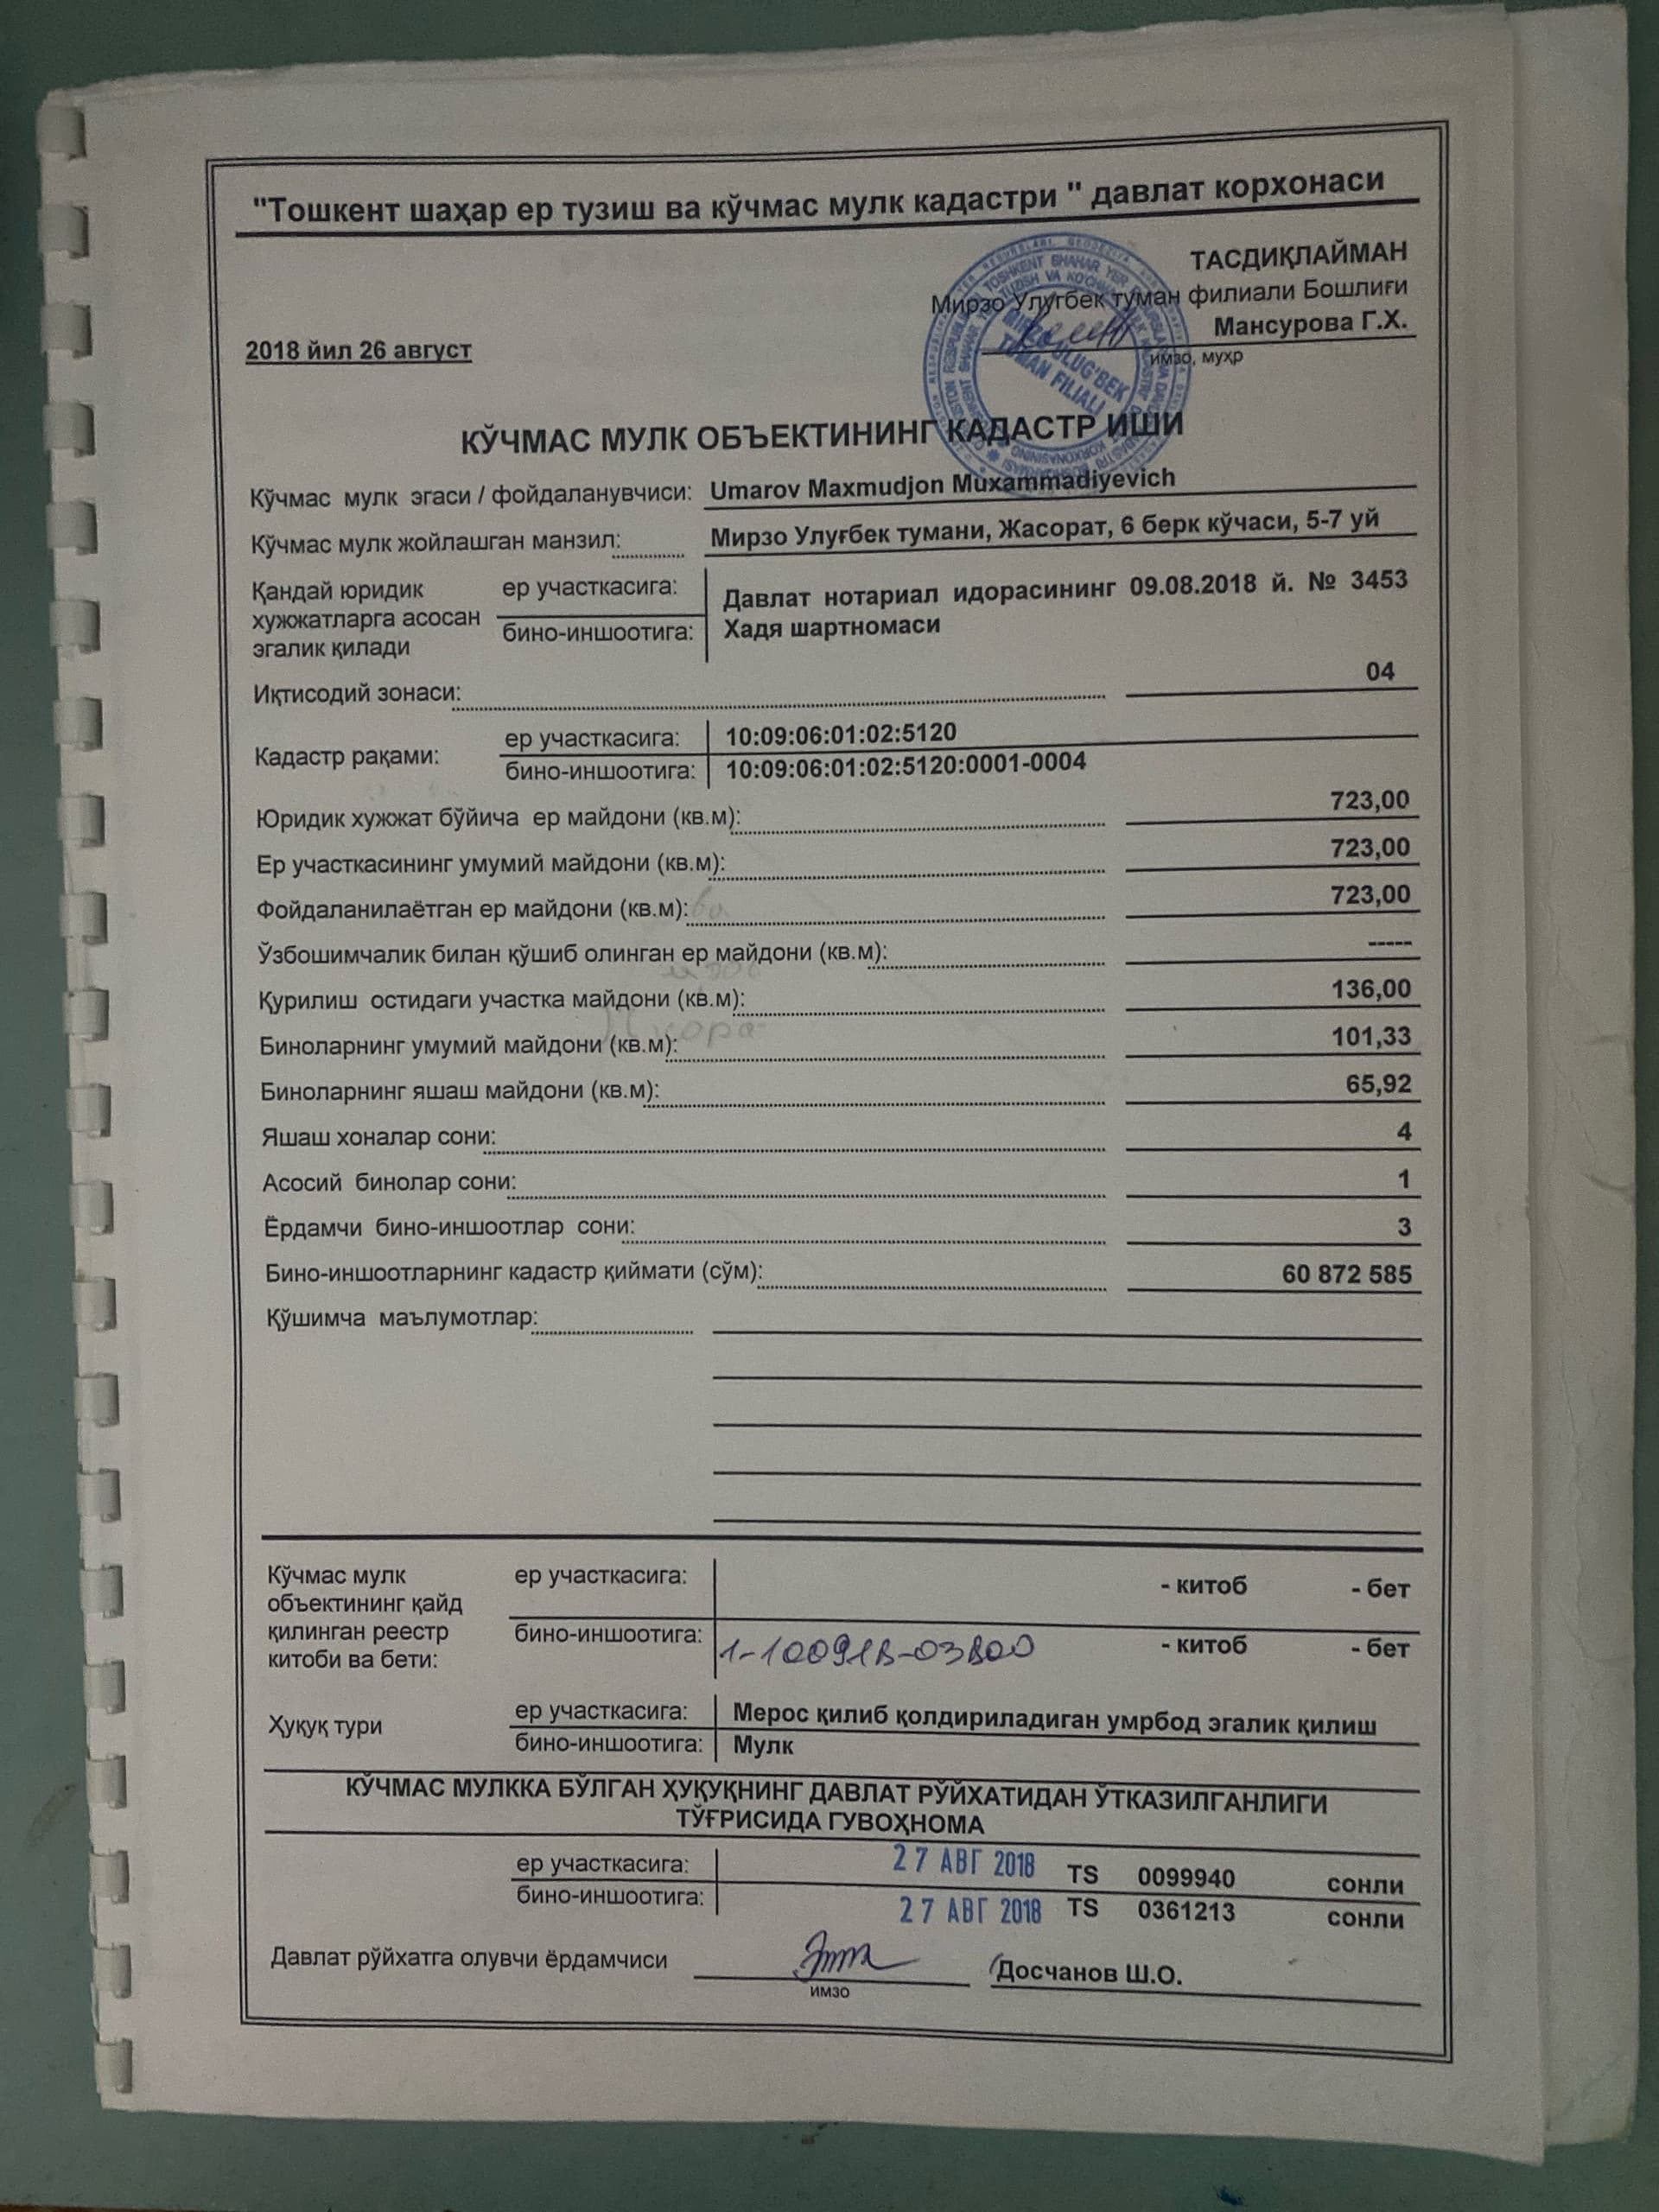 "Тошкент шаҳар ер тузиш ва кўчмас мулк кадастри " давлат корхонаси
ТАСДИҚЛАЙМАН
Мирзо Улуғбек туман филиали Бошлиғи
Мансурова Г.Х.
2018 йил 26 август
имзо, муҳр
MIRZO ULUG'BEK
TUMAN FILIALI
КЎЧМАС МУЛК ОБЪЕКТИНИНГ КАДАСТР ИШИ
Кўчмас мулк эгаси / фойдаланувчиси: Umarov Maxmudjon Muxammadiyevich
Кўчмас мулк жойлашган манзил: Мирзо Улуғбек тумани, Жасорат, 6 берк кўчаси, 5-7 уй
Қандай юридик хужжатларга асосан эгалик қилади
ер участкасига:
бино-иншоотига:
Давлат нотариал идорасининг 09.08.2018 й. № 3453
Хадя шартномаси
Иқтисодий зонаси: 04
Кадастр рақами:
ер участкасига: 10:09:06:01:02:5120
бино-иншоотига: 10:09:06:01:02:5120:0001-0004
Юридик хужжат бўйича ер майдони (кв.м): 723,00
Ер участкасининг умумий майдони (кв.м): 723,00
Фойдаланилаётган ер майдони (кв.м): 723,00
Ўзбошимчалик билан қўшиб олинган ер майдони (кв.м): -----
Қурилиш остидаги участка майдони (кв.м): 136,00
Биноларнинг умумий майдони (кв.м): 101,33
Биноларнинг яшаш майдони (кв.м): 65,92
Яшаш хоналар сони: 4
Асосий бинолар сони: 1
Ёрдамчи бино-иншоотлар сони: 3
Бино-иншоотларнинг кадастр қиймати (сўм): 60 872 585
Қўшимча маълумотлар:
Кўчмас мулк
объектининг қайд
қилинган реестр
китоби ва бети:
ер участкасига: - китоб - бет
бино-иншоотига: - китоб - бет
Ҳуқуқ тури
ер участкасига: Мерос қилиб қолдириладиган умрбод эгалик қилиш
бино-иншоотига: Мулк
КЎЧМАС МУЛККА БЎЛГАН ҲУҚУҚНИНГ ДАВЛАТ РЎЙХАТИДАН ЎТКАЗИЛГАНЛИГИ
ТЎҒРИСИДА ГУВОҲНОМА
ер участкасига: 27 АВГ 2018 TS 0099940 сонли
бино-иншоотига: 27 АВГ 2018 TS 0361213 сонли
Давлат рўйхатга олувчи ёрдамчиси Досчанов Ш.О.
имзо